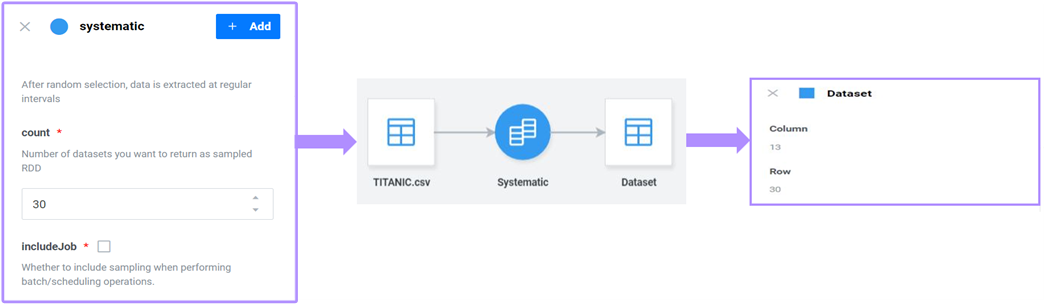 systematic
+ Add
After random selection, data is extracted at regular
intervals
count *
Number of datasets you want to return as sampled
RDD
30
includeJob *
Whether to include sampling when performing
batch/scheduling operations.
TITANIC.csv
Systematic
Dataset
Dataset
Column
13
Row
30